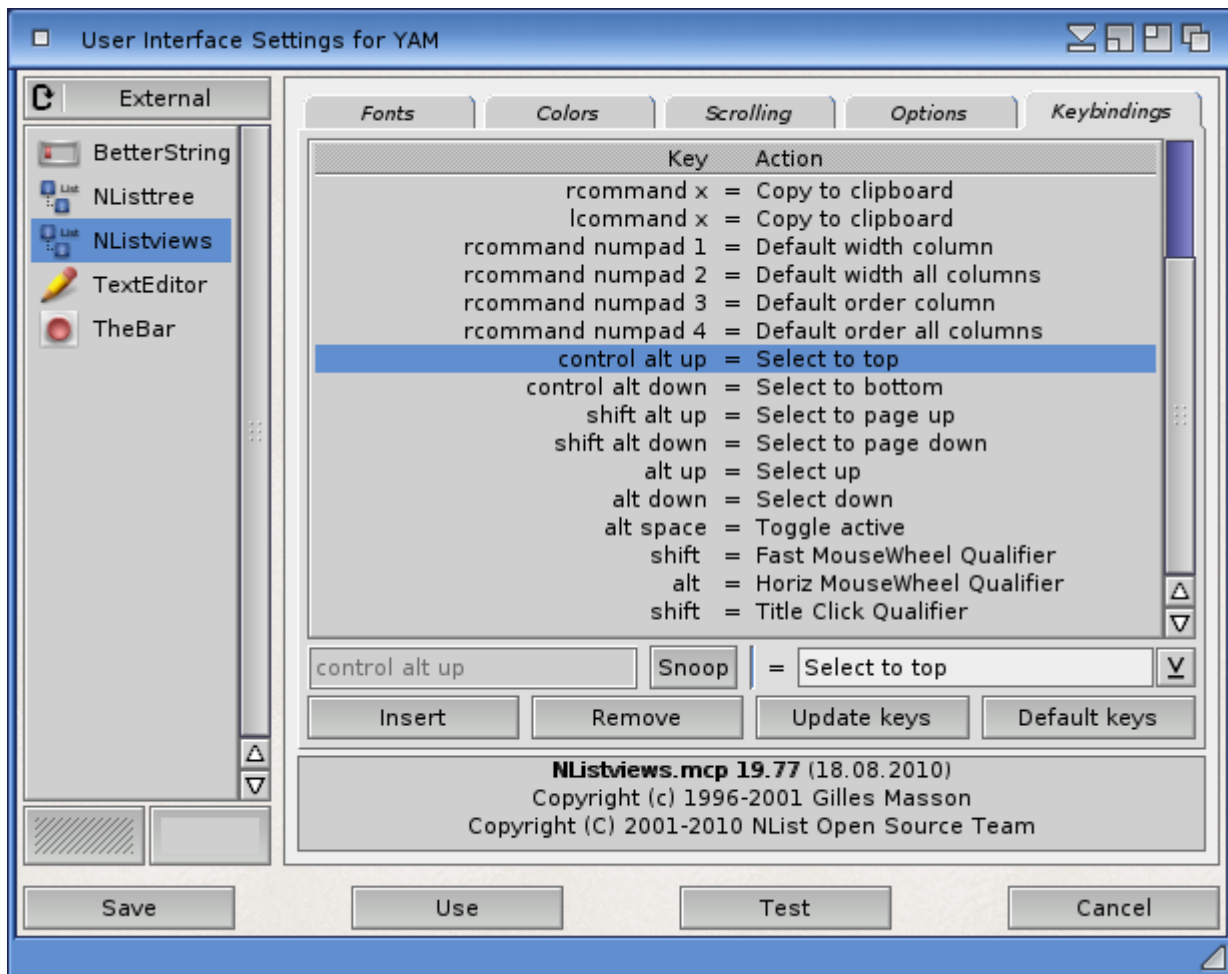 User Interface Settings for YAM
External
BetterString
NListtree
NListviews
TextEditor
TheBar
Fonts Colors Scrolling Options Keybindings
Key Action
rcommand x = Copy to clipboard
lcommand x = Copy to clipboard
rcommand numpad 1 = Default width column
rcommand numpad 2 = Default width all columns
rcommand numpad 3 = Default order column
rcommand numpad 4 = Default order all columns
control alt up = Select to top
control alt down = Select to bottom
shift alt up = Select to page up
shift alt down = Select to page down
alt up = Select up
alt down = Select down
alt space = Toggle active
shift = Fast MouseWheel Qualifier
alt = Horiz MouseWheel Qualifier
shift = Title Click Qualifier
control alt up Snoop = Select to top
Insert Remove Update keys Default keys
NListviews.mcp 19.77 (18.08.2010)
Copyright (c) 1996-2001 Gilles Masson
Copyright (C) 2001-2010 NList Open Source Team
Save Use Test Cancel